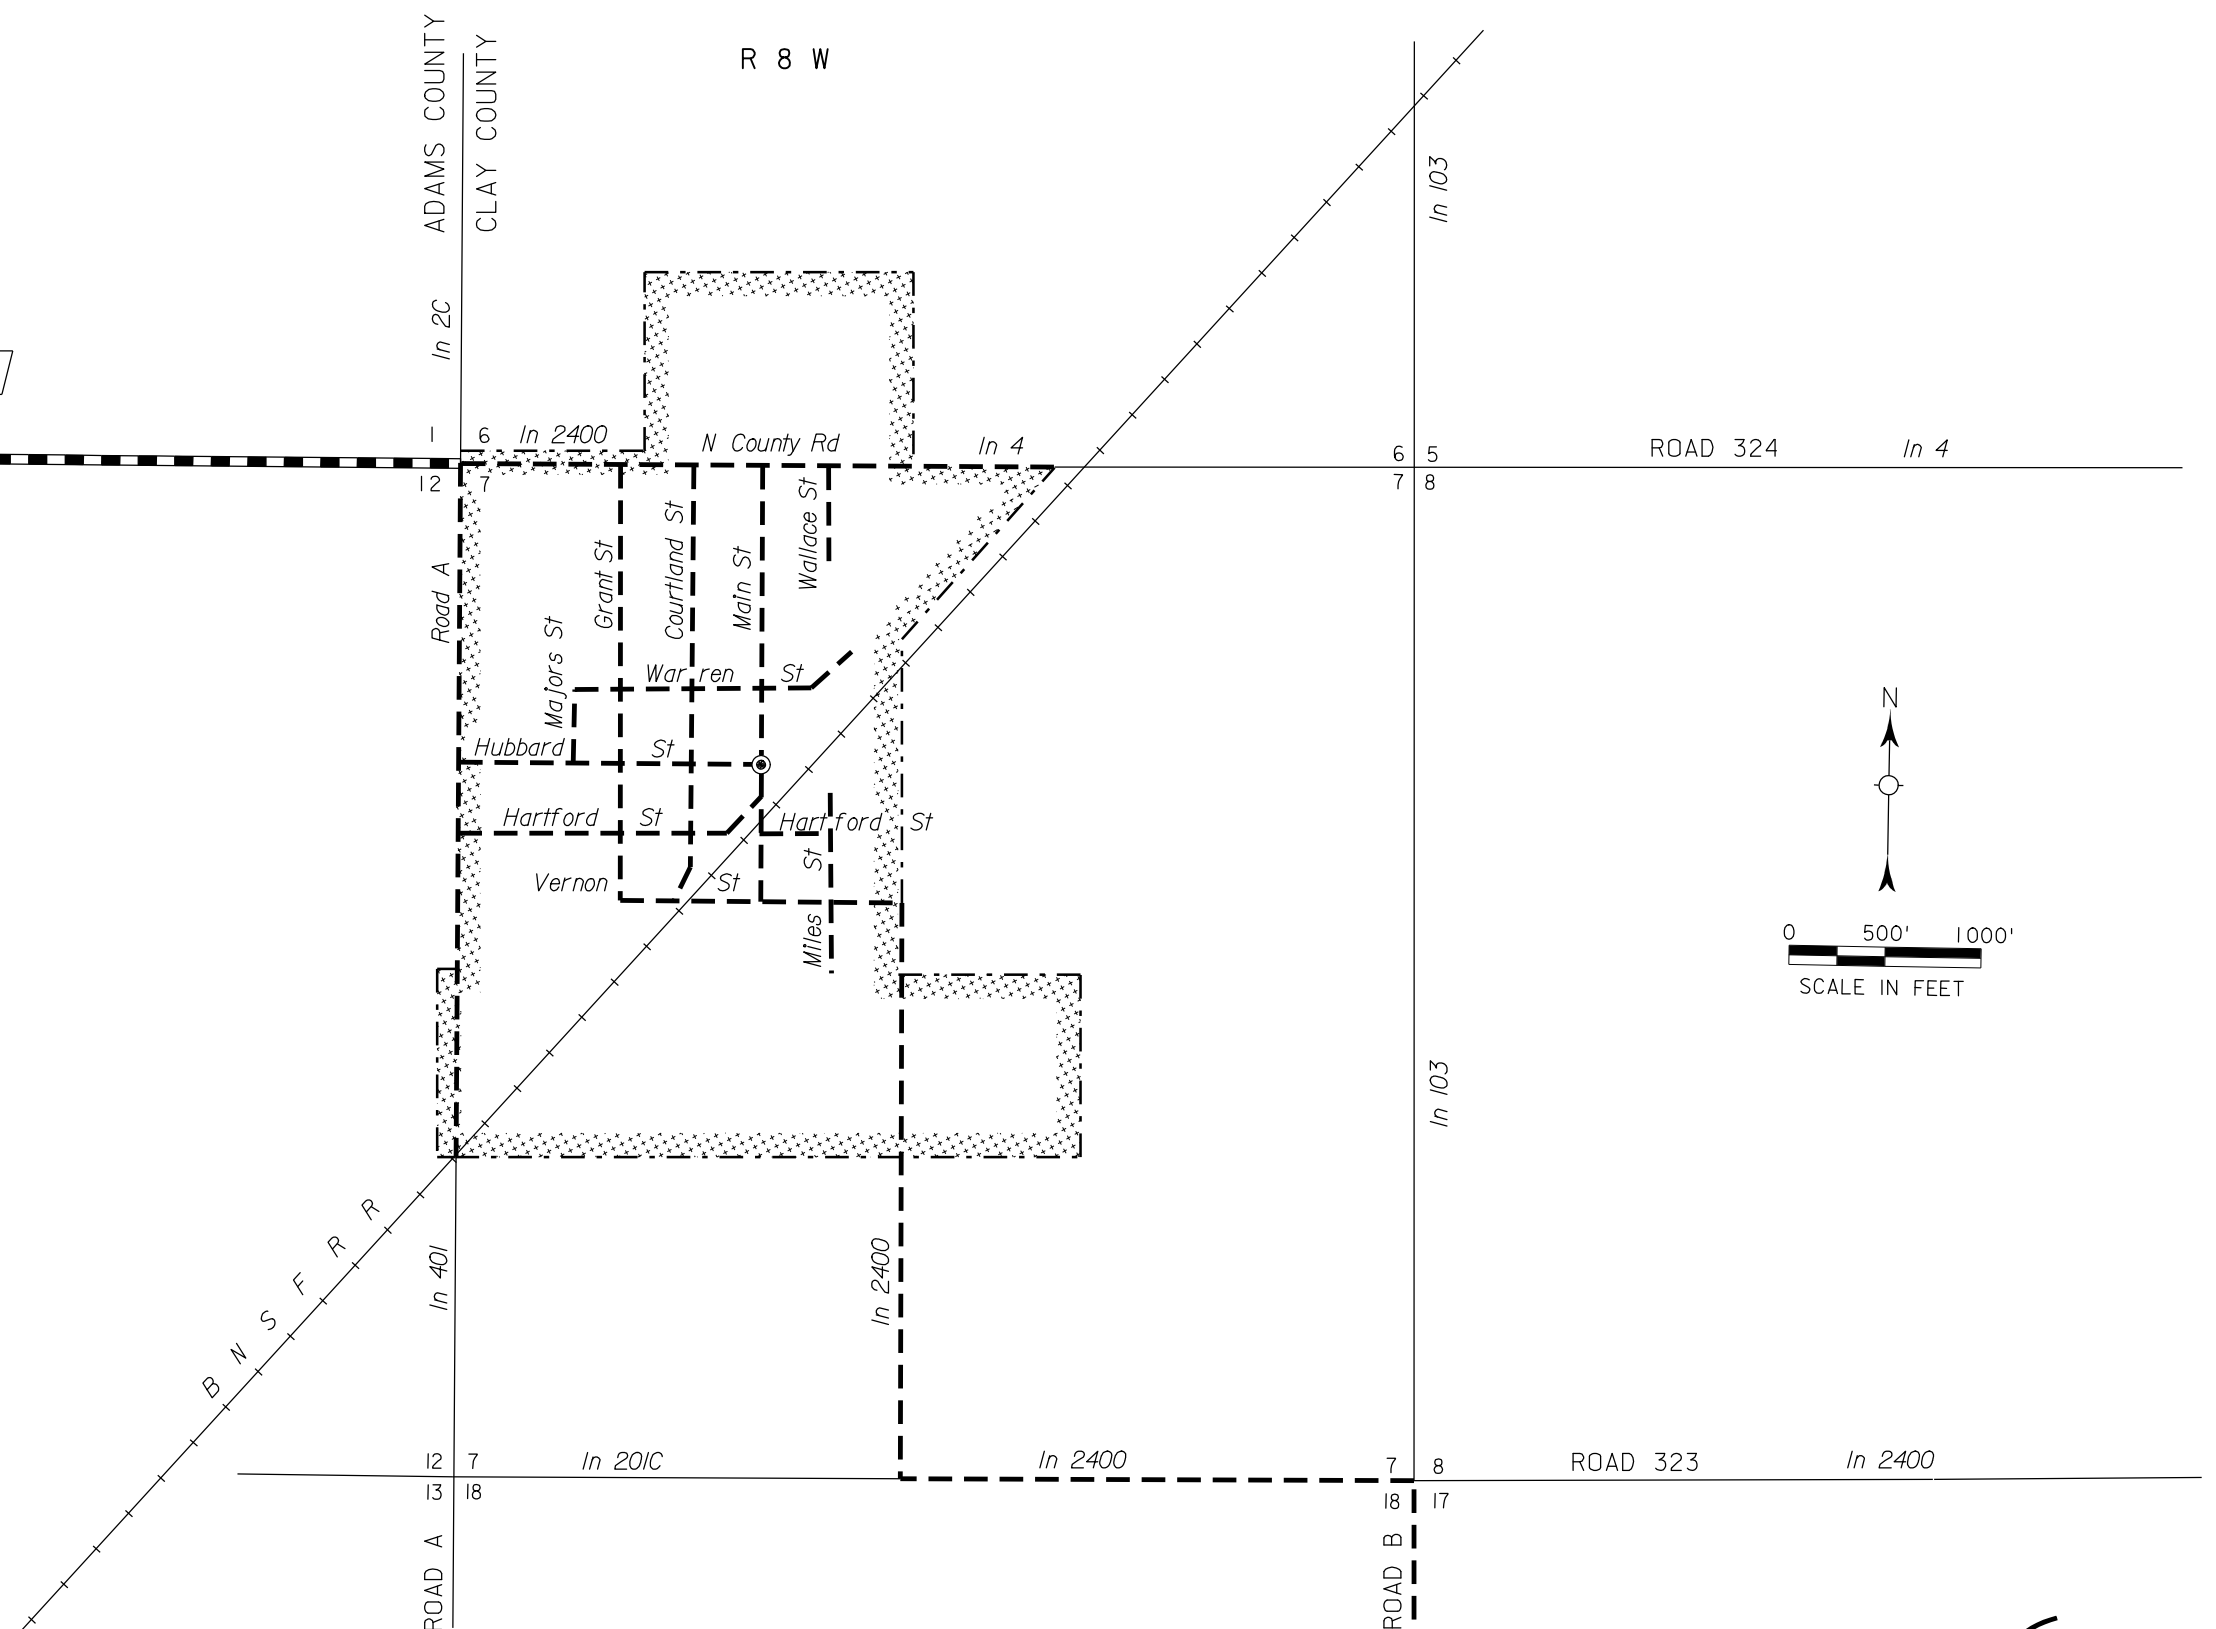 ADAMS COUNTY
CLAY COUNTY
R 8 W
In 103
In 2C
1
6
In 2400
N County Rd
In 4
6
5
ROAD 324
In 4
12
7
7
8
Road A
Majors St
Grant St
Courtland St
Main St
Wallace St
Warren St
Hubbard St
Hartford St
Hartford St
Vernon St
Miles St
N
0 500' 1000'
SCALE IN FEET
In 103
In 401
In 2400
BNSF RR
12
7
In 201C
In 2400
7
8
ROAD 323
In 2400
13
18
18
17
ROAD A
ROAD B